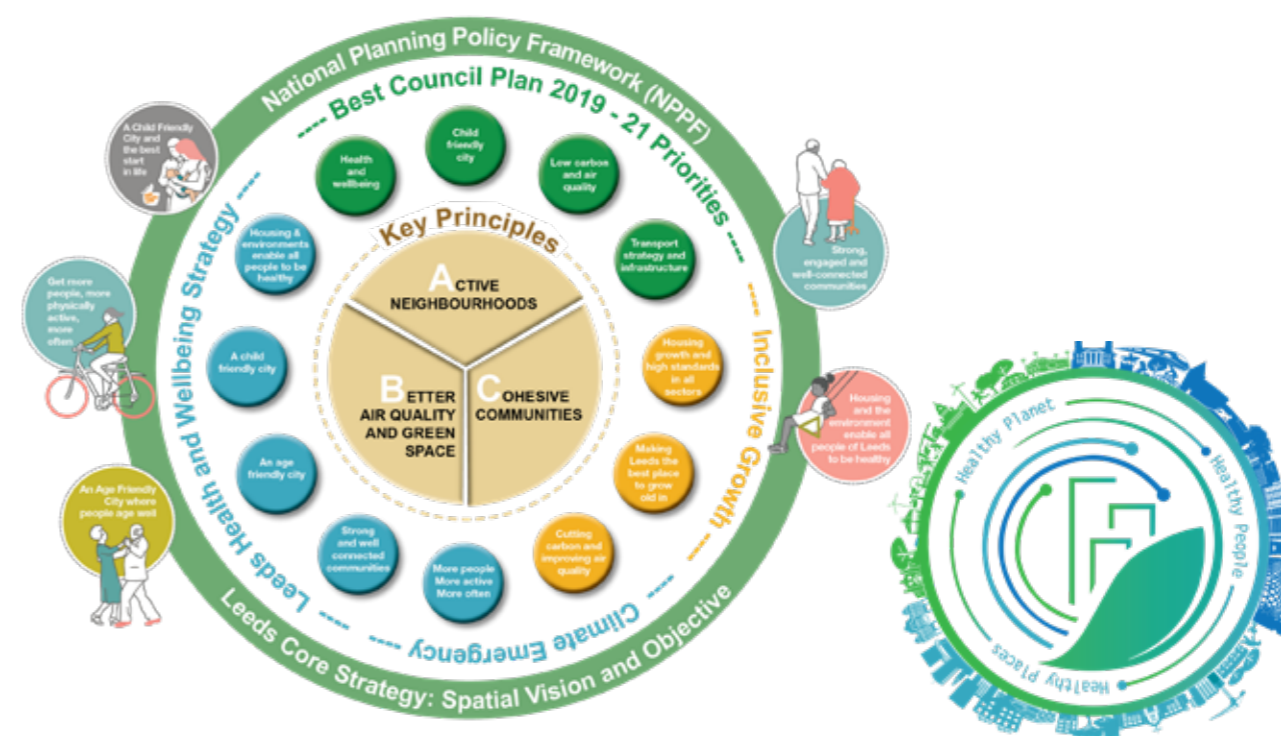 National Planning Policy Framework (NPPF)
---- Best Council Plan 2019 - 21 Priorities ----
---- Inclusive Growth ----
---- Climate Emergency ----
---- Leeds Health and Wellbeing Strategy ----
Leeds Core Strategy: Spatial Vision and Objective
Child
friendly
city
Low carbon
and air
quality
Transport
strategy and
infrastructure
Housing
growth and
high standards
in all
sectors
Making
Leeds the
best place
to grow
old in
Cutting
carbon and
improving air
quality
More people
More active
More often
Strong
and well
connected
communities
An age
friendly city
A child
friendly city
Housing &
environments
enable all
people to be
healthy
Health
and
wellbeing
Key Principles
ACTIVE
NEIGHBOURHOODS
BETTER
AIR QUALITY
AND GREEN
SPACE
COHESIVE
COMMUNITIES
A Child Friendly
City and
the best
start
in life
Get more
people, more
physically
active,
more
often
An Age Friendly
City where
people age well
Strong,
engaged and
well-connected
communities
Housing
and the
environment
enable all
people of Leeds
to be healthy
Healthy Planet
Healthy People
Healthy Places